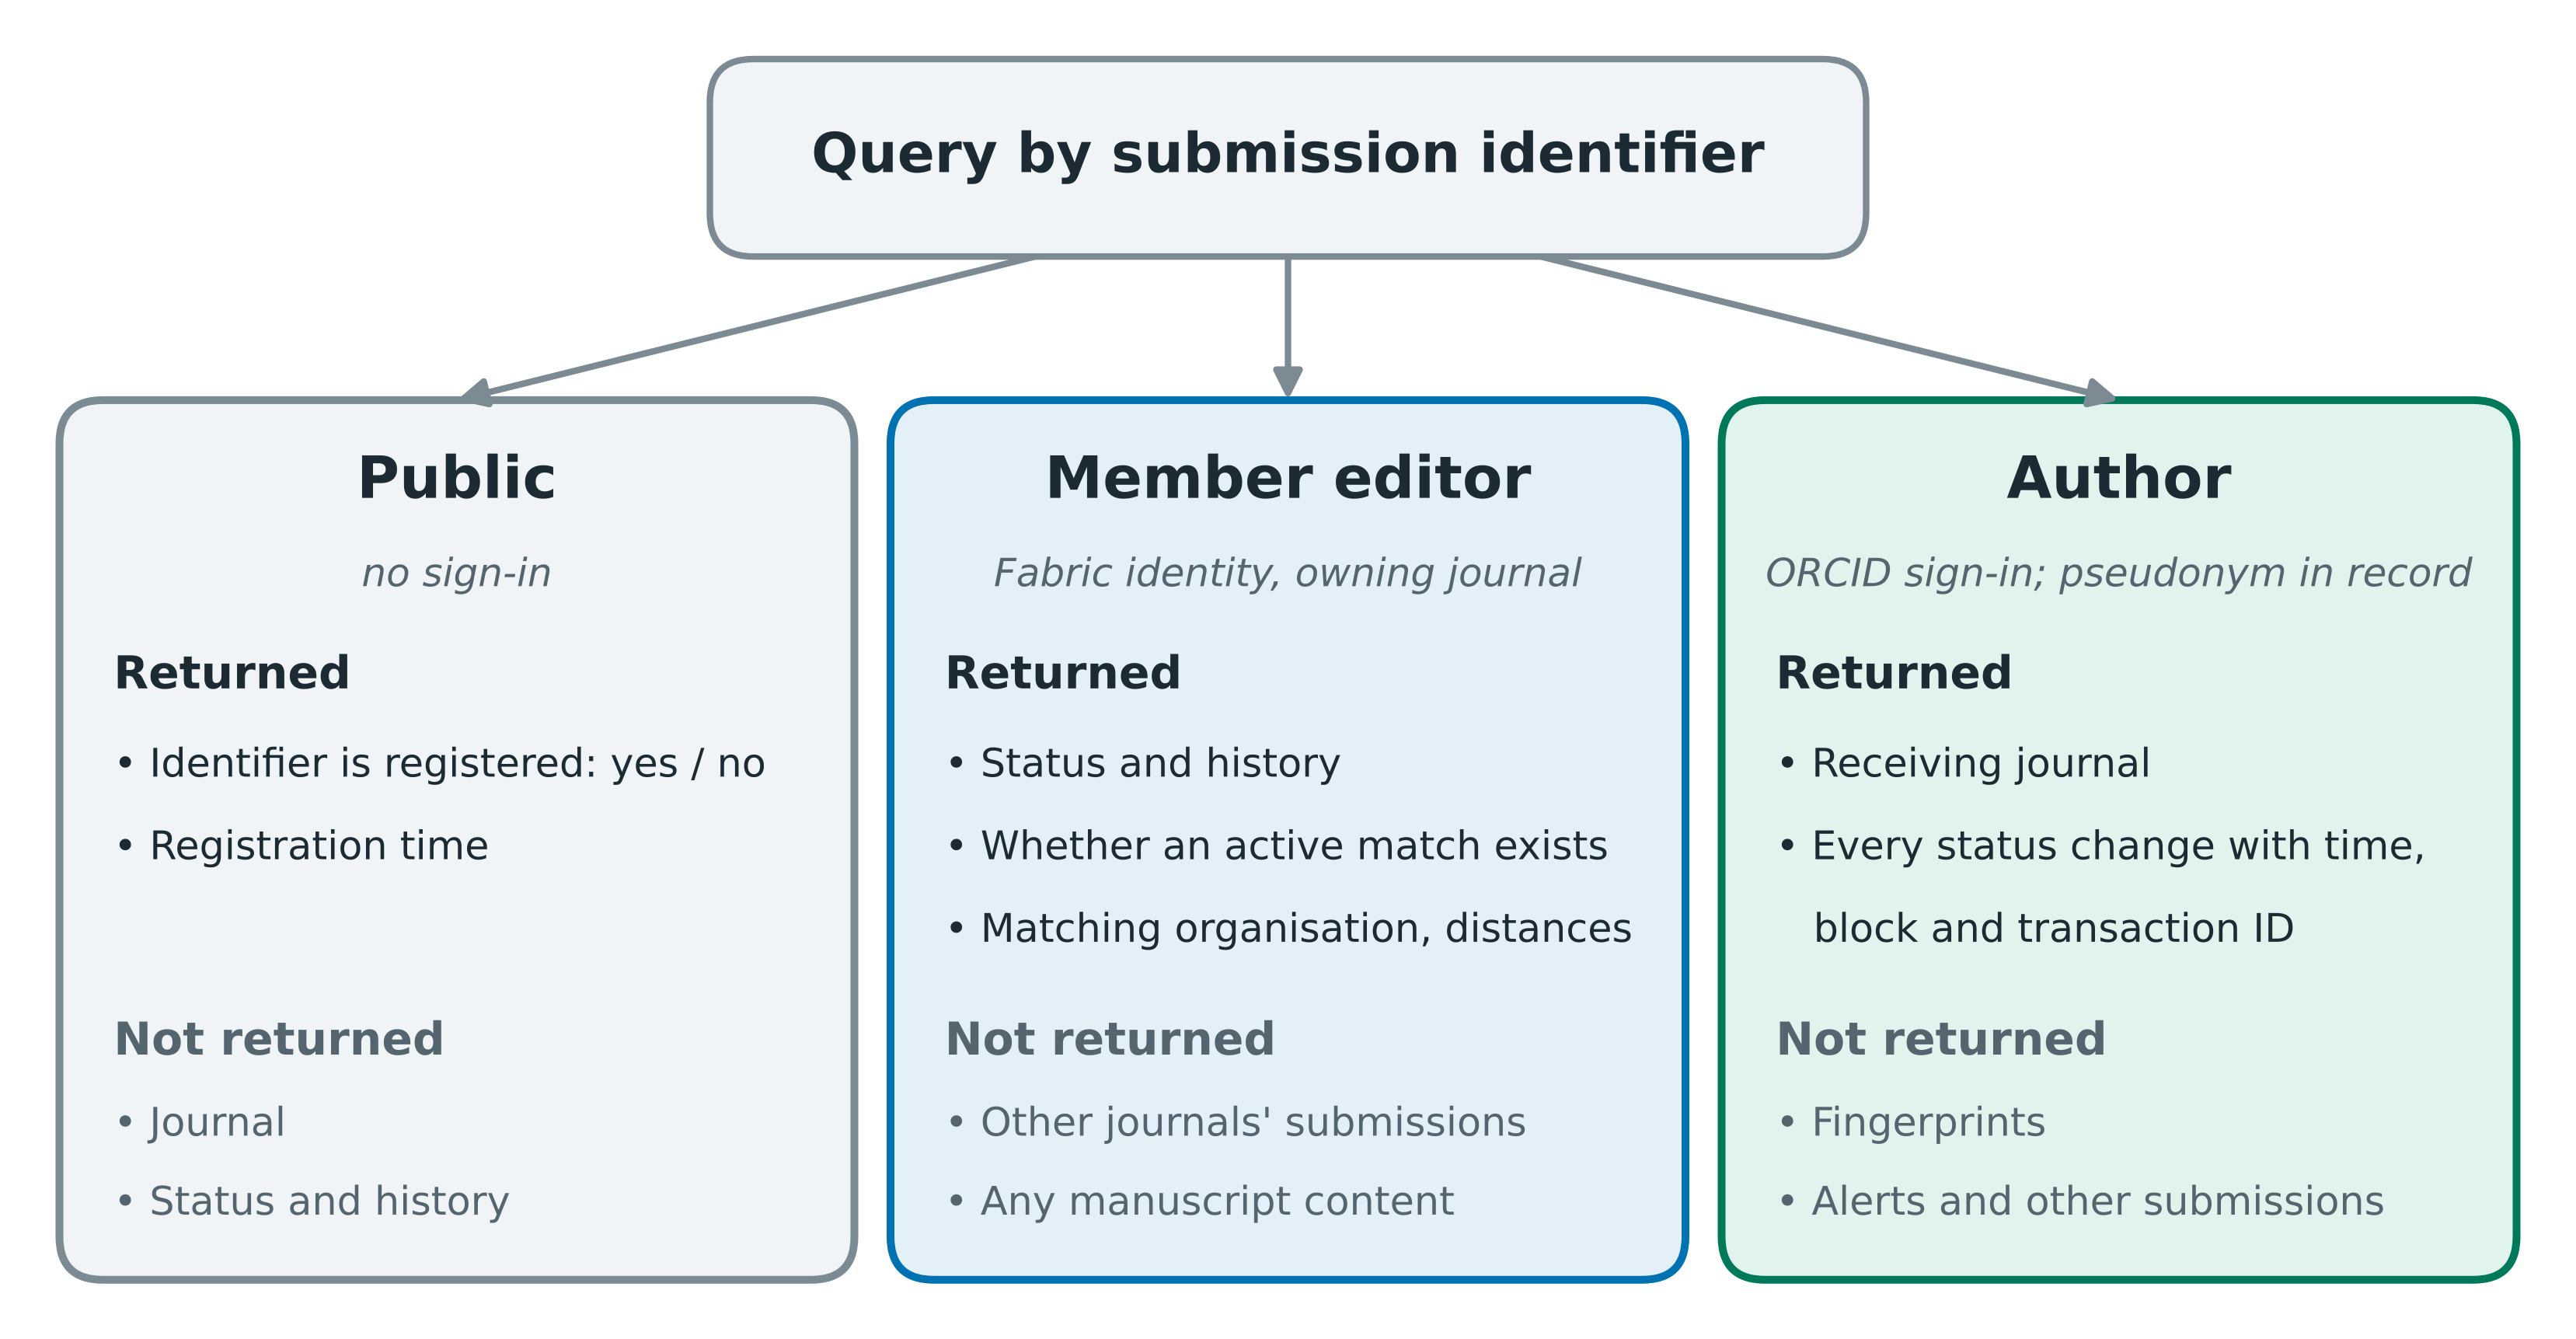 Query by submission identifier
Public
no sign-in
Returned
• Identifier is registered: yes / no
• Registration time
Not returned
• Journal
• Status and history
Member editor
Fabric identity, owning journal
Returned
• Status and history
• Whether an active match exists
• Matching organisation, distances
Not returned
• Other journals' submissions
• Any manuscript content
Author
ORCID sign-in; pseudonym in record
Returned
• Receiving journal
• Every status change with time,
block and transaction ID
Not returned
• Fingerprints
• Alerts and other submissions